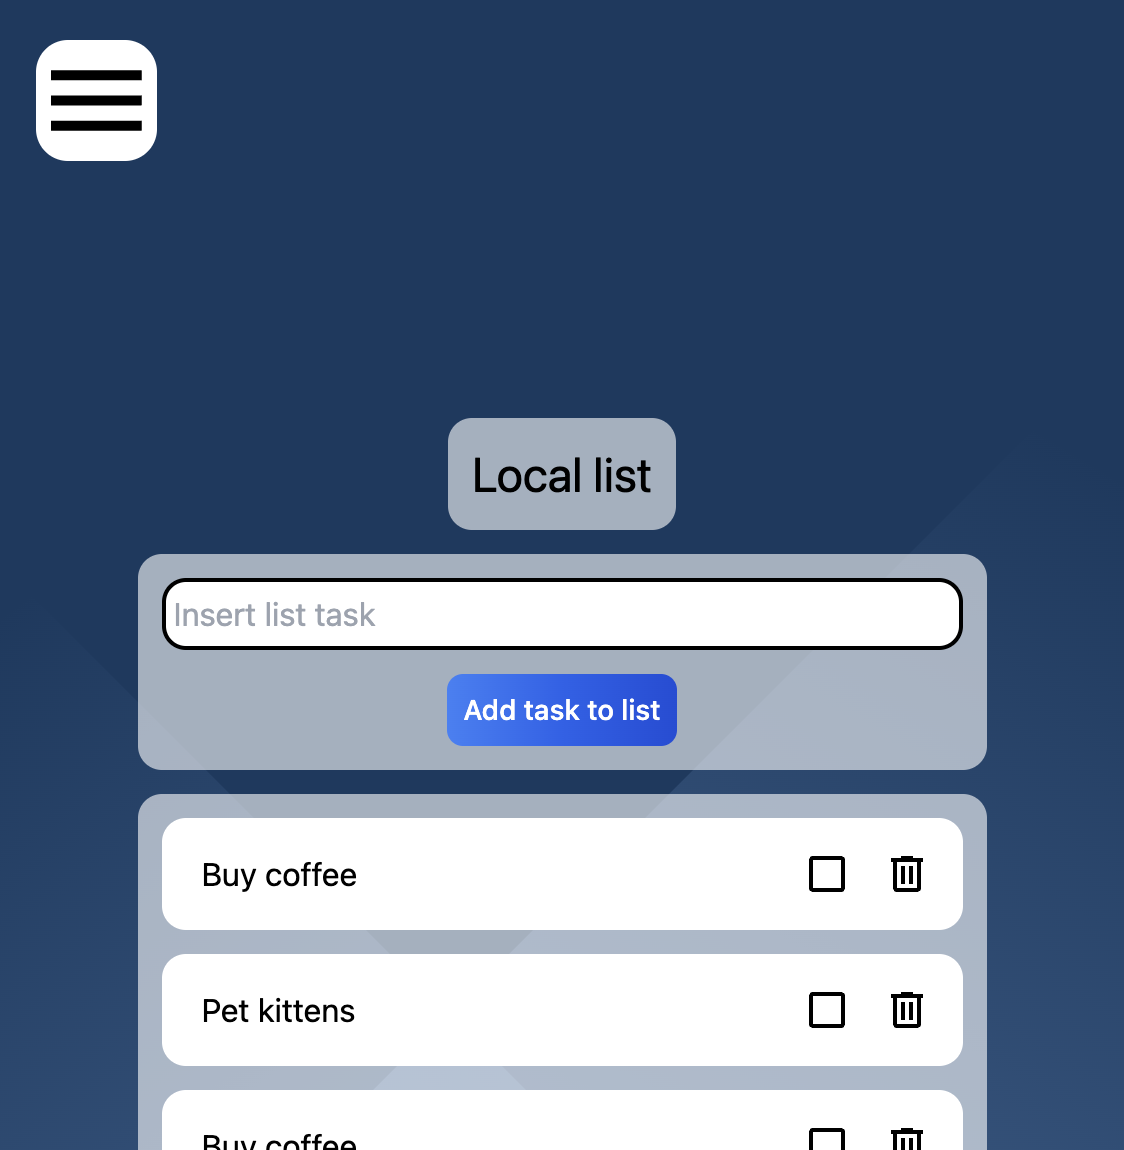 Local list
Insert list task
Add task to list
Buy coffee
Pet kittens
Buy coffee